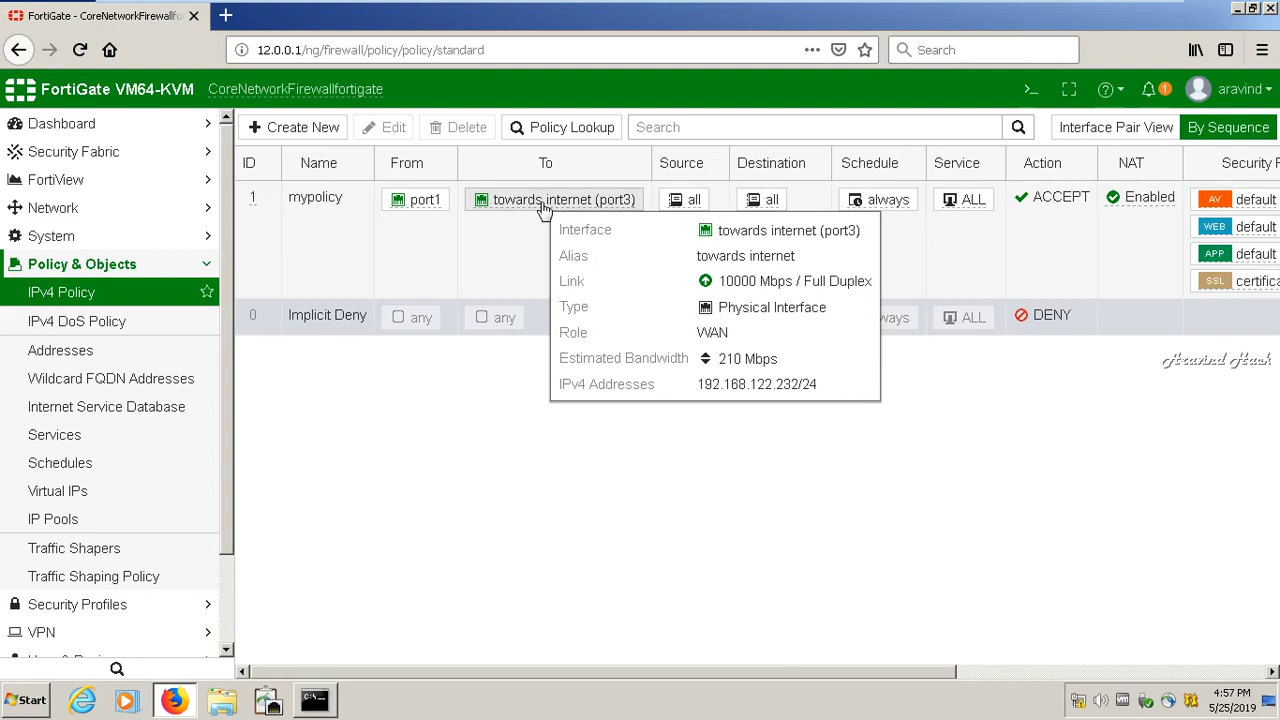 FortiGate - CoreNetworkFirewallfo
12.0.0.1/ng/firewall/policy/policy/standard
Search
FortiGate VM64-KVM
CoreNetworkFirewallfortigate
1
aravind
Dashboard
Security Fabric
FortiView
Network
System
Policy & Objects
IPv4 Policy
IPv4 DoS Policy
Addresses
Wildcard FQDN Addresses
Internet Service Database
Services
Schedules
Virtual IPs
IP Pools
Traffic Shapers
Traffic Shaping Policy
Security Profiles
VPN
Create New
Edit
Delete
Policy Lookup
Search
Interface Pair View
By Sequence
ID Name From To Source Destination Schedule Service Action NAT Security
1 mypolicy port1 towards internet (port3) all all always ALL ACCEPT Enabled AV default
WEB default
APP default
SSL certifica
0 Implicit Deny any any ways ALL DENY
Interface towards internet (port3)
Alias towards internet
Link 10000 Mbps / Full Duplex
Type Physical Interface
Role WAN
Estimated Bandwidth 210 Mbps
IPv4 Addresses 192.168.122.232/24
Aravind Hask
Start
4:57 PM
5/25/2019